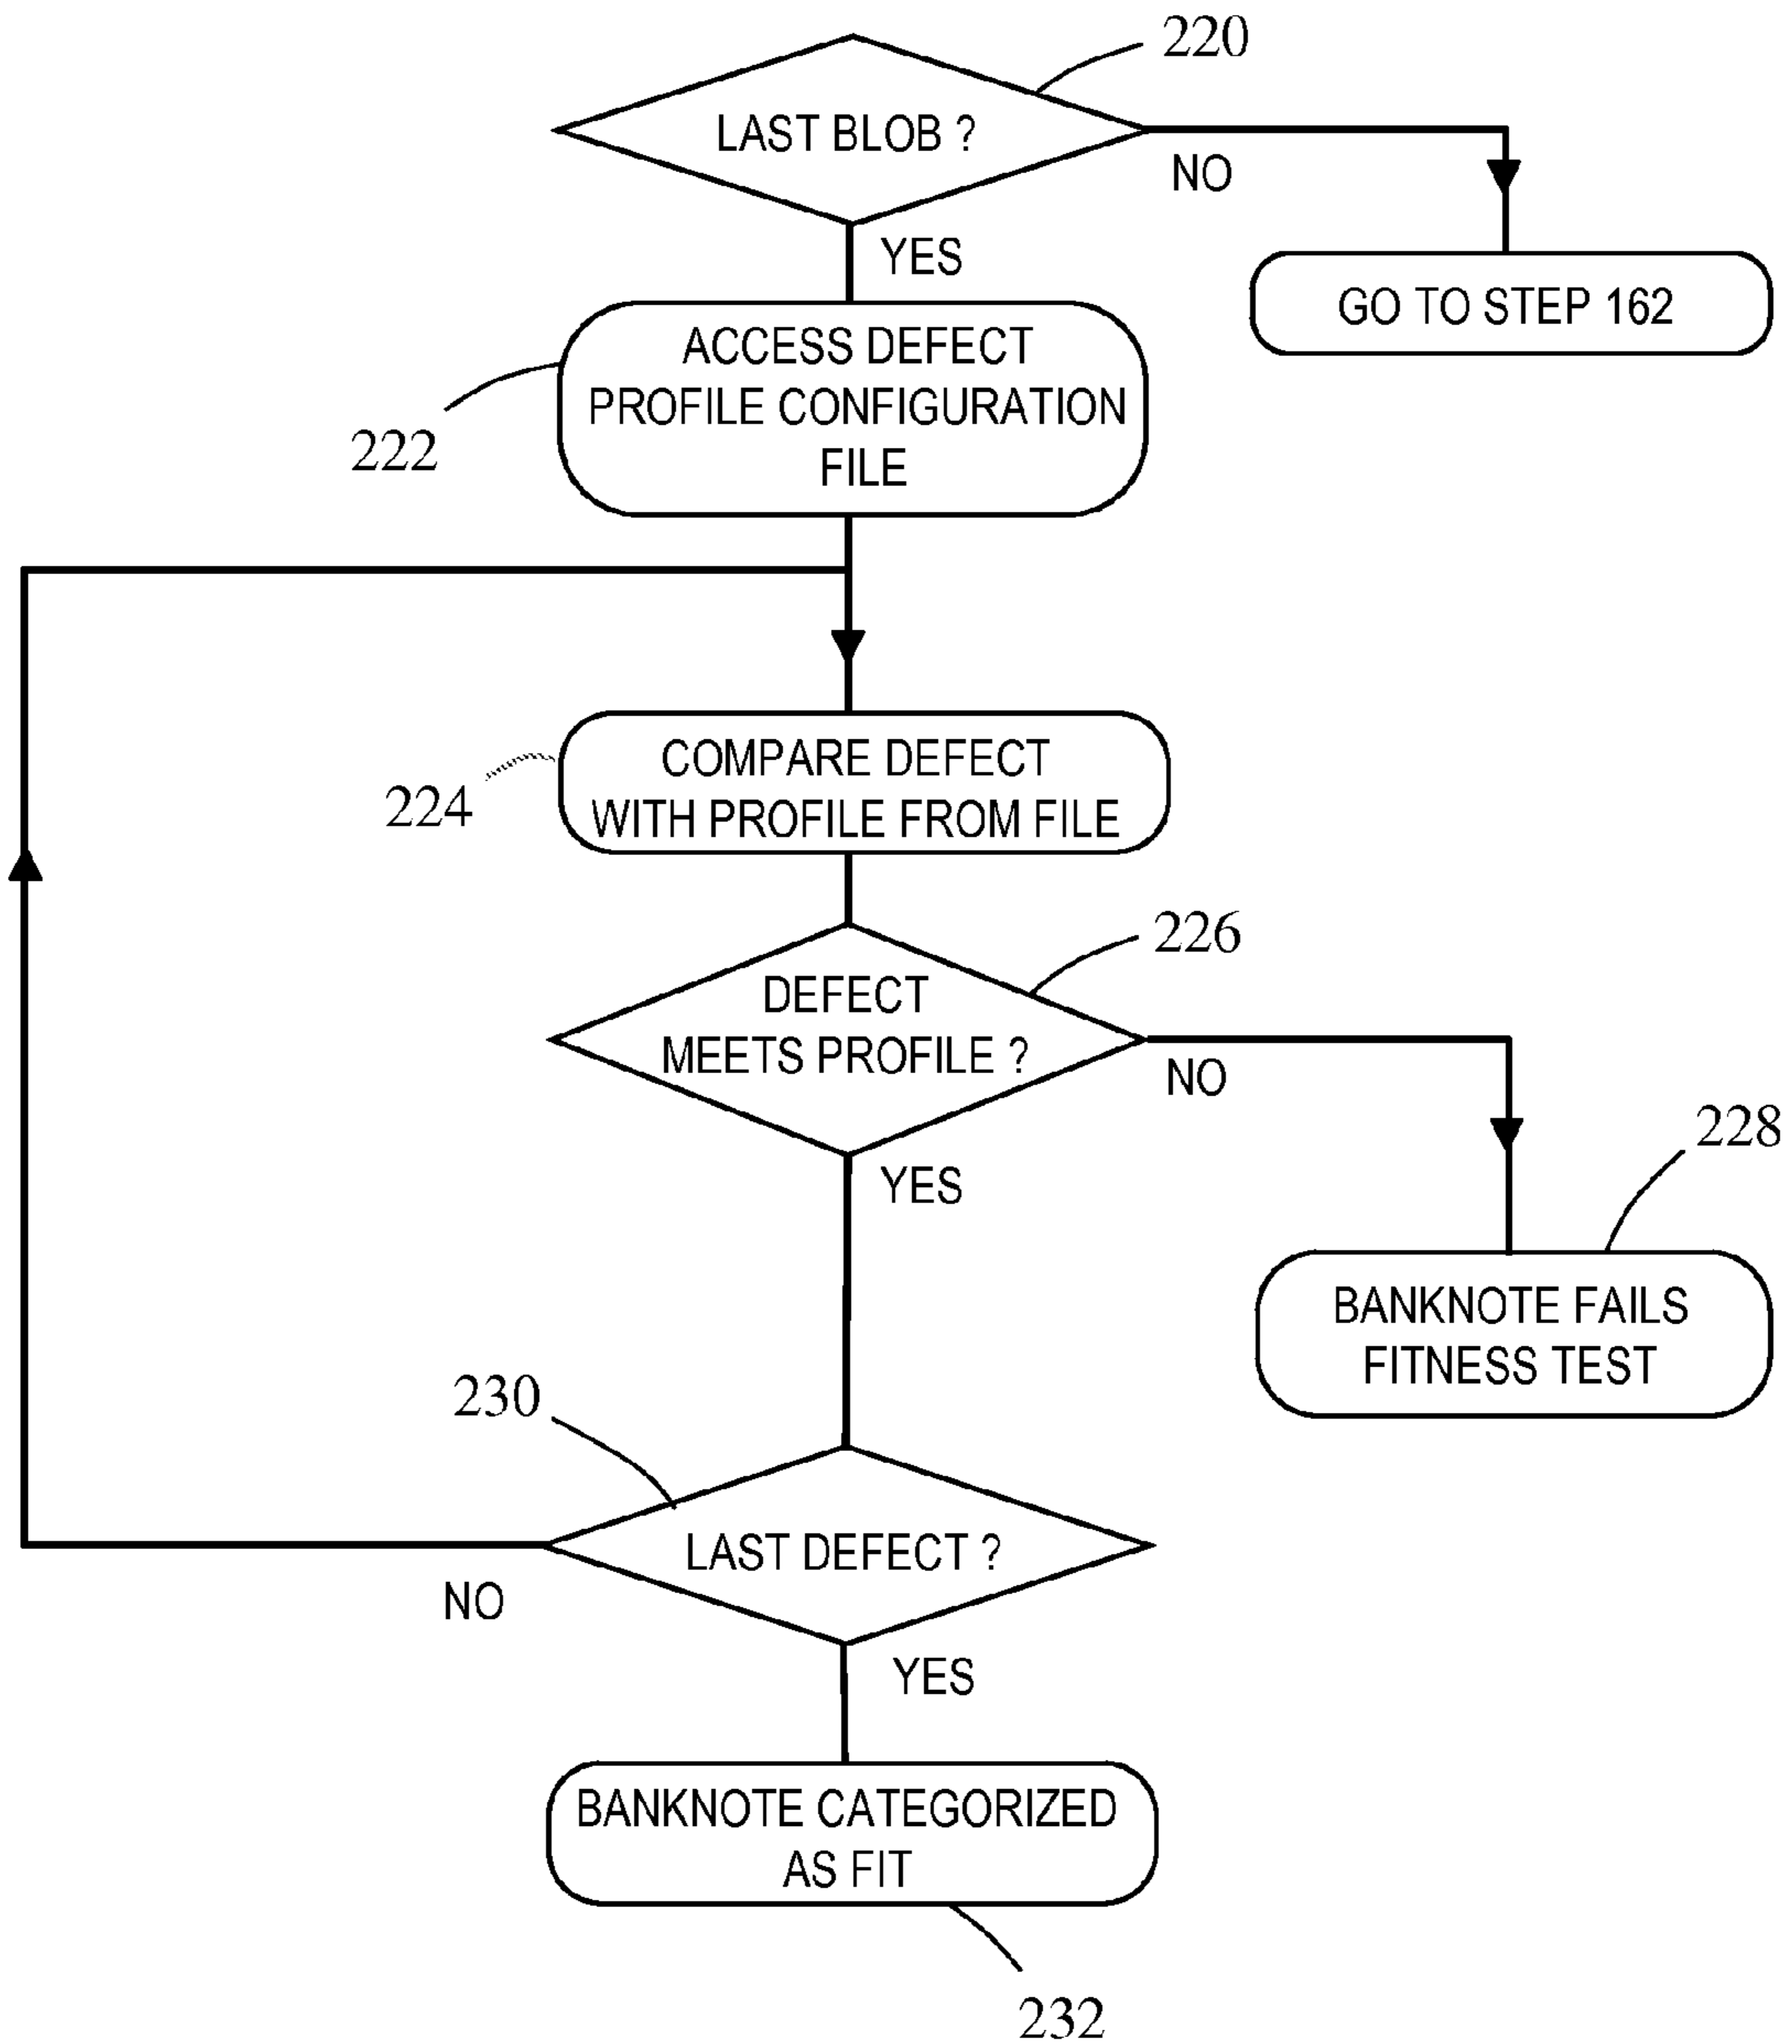 220
LAST BLOB ?
NO
YES
GO TO STEP 162
ACCESS DEFECT
PROFILE CONFIGURATION
FILE
222
COMPARE DEFECT
WITH PROFILE FROM FILE
224
226
DEFECT
MEETS PROFILE ?
NO
YES
228
BANKNOTE FAILS
FITNESS TEST
230
LAST DEFECT ?
NO
YES
BANKNOTE CATEGORIZED
AS FIT
232